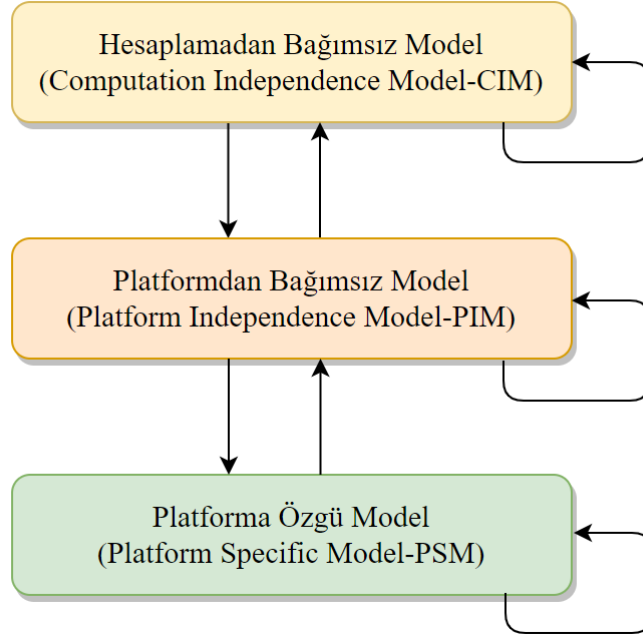 Hesaplamadan Bağımsız Model
(Computation Independence Model-CIM)
Platformdan Bağımsız Model
(Platform Independence Model-PIM)
Platforma Özgü Model
(Platform Specific Model-PSM)